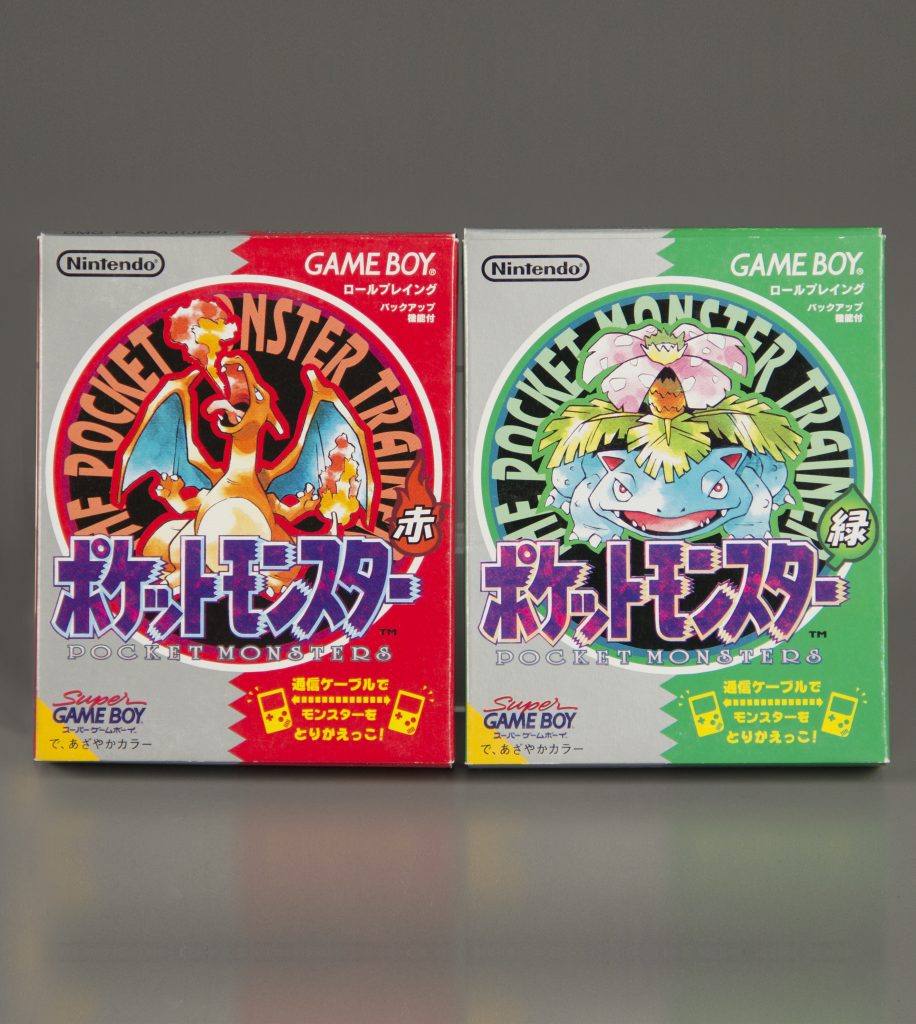 Nintendo®
GAME BOY®
ロールプレイング
バックアップ
機能付
THE POCKET MONSTER TRAINER
赤
ポケットモンスター
TM
POCKET MONSTERS
Super
GAME BOY
スーパーゲームボーイ
で、あざやかカラー
通信ケーブルで
モンスターを
とりかえっこ!
Nintendo®
GAME BOY®
ロールプレイング
バックアップ
機能付
THE POCKET MONSTER TRAINER
緑
ポケットモンスター
TM
POCKET MONSTERS
Super
GAME BOY
スーパーゲームボーイ
で、あざやかカラー
通信ケーブルで
モンスターを
とりかえっこ!